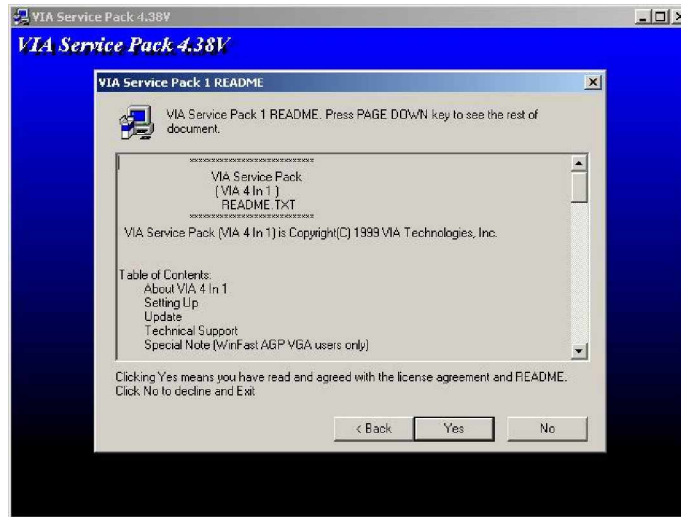 VIA Service Pack 4.38V
VIA Service Pack 4.38V
VIA Service Pack 1 README
VIA Service Pack 1 README. Press PAGE DOWN key to see the rest of
document.
VIA Service Pack
( VIA 4 In 1 )
README.TXT
VIA Service Pack (VIA 4 In 1) is Copyright(C) 1999 VIA Technologies, Inc.
Table of Contents:
About VIA 4 In 1
Setting Up
Update
Technical Support
Special Note (WinFast AGP VGA users only)
Clicking Yes means you have read and agreed with the license agreement and README.
Click No to decline and Exit
< Back
Yes
No